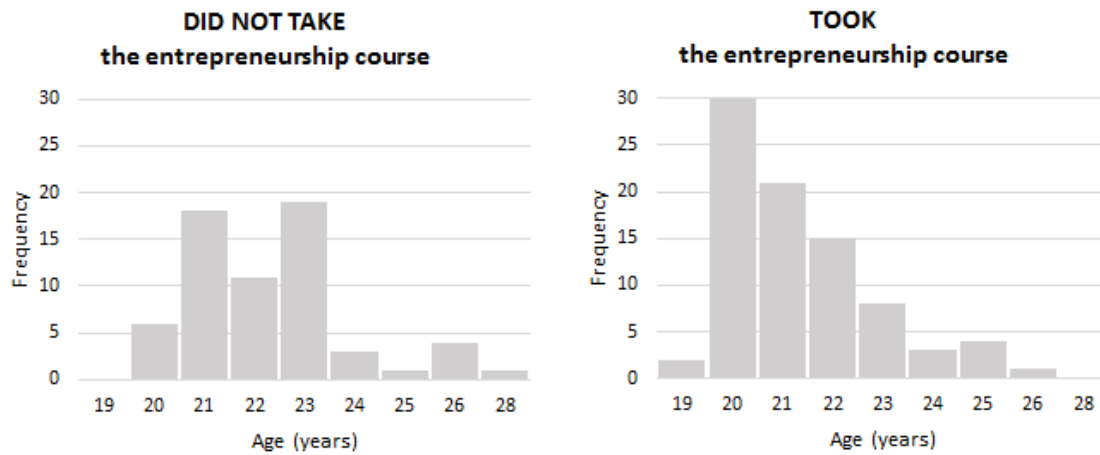 DID NOT TAKE
the entrepreneurship course
30
25
20
15
10
5
0
Frequency
19 20 21 22 23 24 25 26 28
Age (years)
TOOK
the entrepreneurship course
30
25
20
15
10
5
0
Frequency
19 20 21 22 23 24 25 26 28
Age (years)